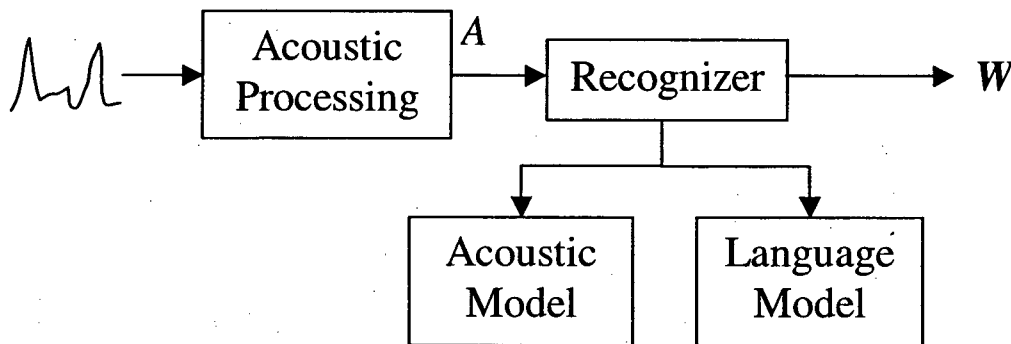 Acoustic
Processing
A
Recognizer
W
Acoustic
Model
Language
Model